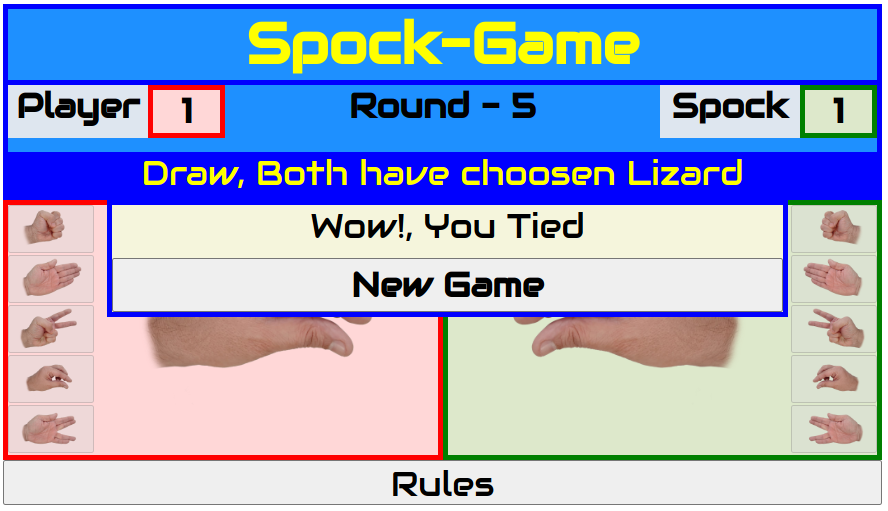 Spock-Game
Player 1 Round - 5 Spock 1
Draw, Both have choosen Lizard
Wow!, You Tied
New Game
Rules